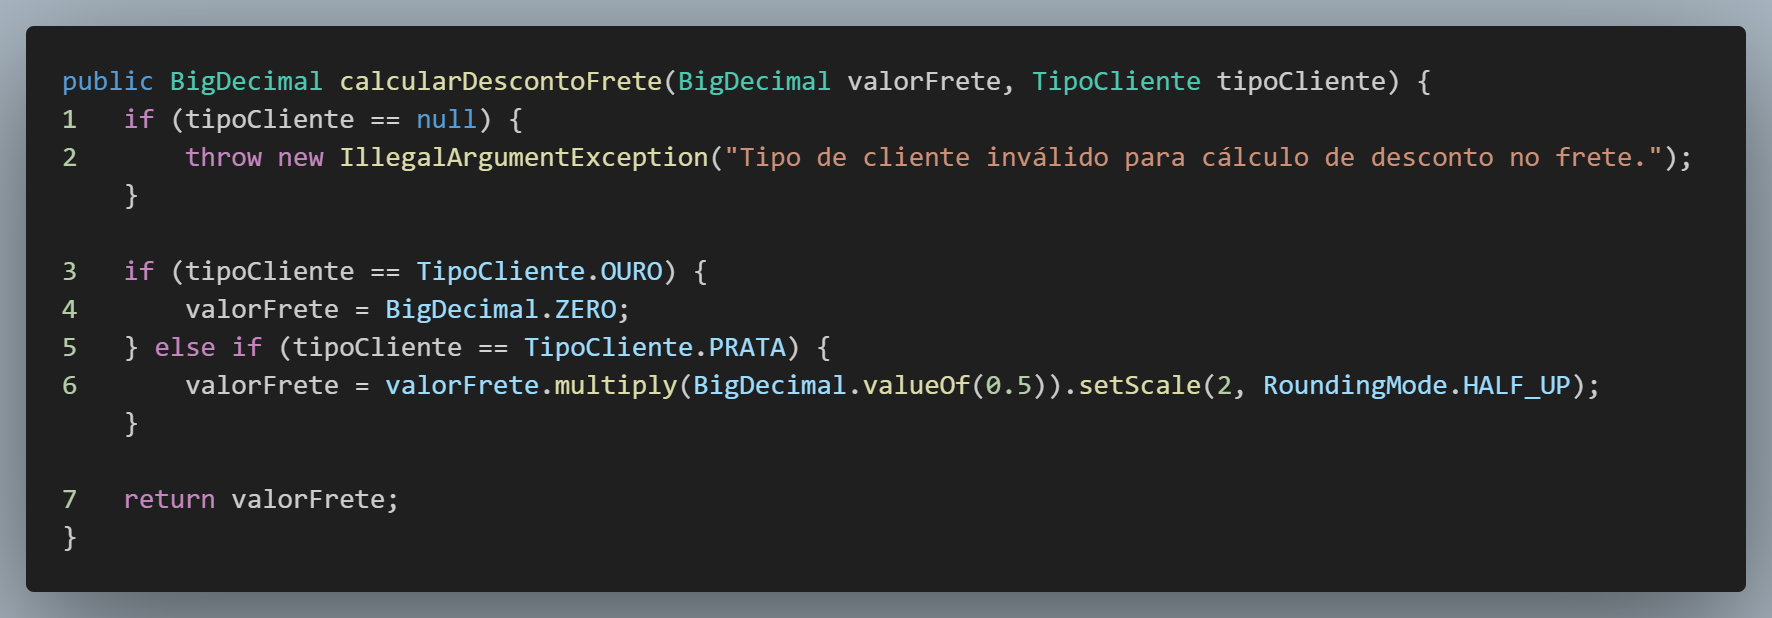 public BigDecimal calcularDescontoFrete(BigDecimal valorFrete, TipoCliente tipoCliente) {
1   if (tipoCliente == null) {
2       throw new IllegalArgumentException("Tipo de cliente inválido para cálculo de desconto no frete.");
    }
3   if (tipoCliente == TipoCliente.OURO) {
4       valorFrete = BigDecimal.ZERO;
5   } else if (tipoCliente == TipoCliente.PRATA) {
6       valorFrete = valorFrete.multiply(BigDecimal.valueOf(0.5)).setScale(2, RoundingMode.HALF_UP);
    }
7   return valorFrete;
}